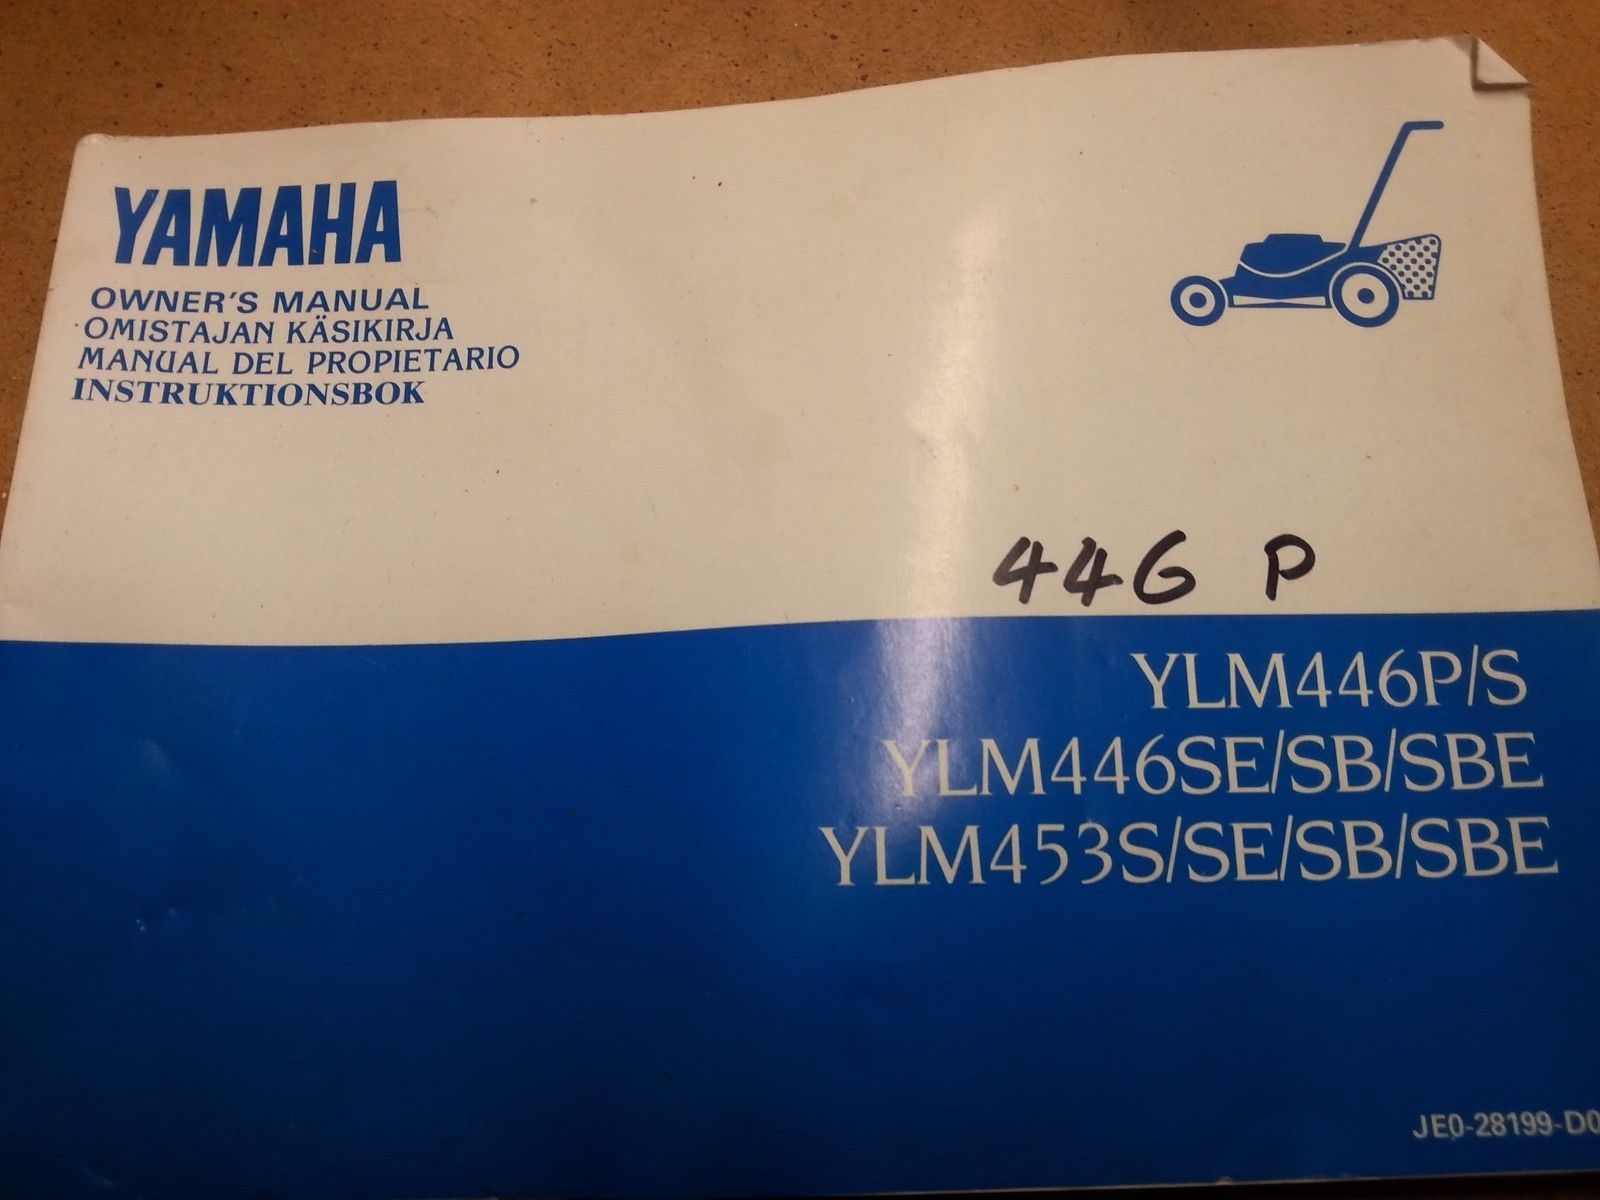 YAMAHA
OWNER'S MANUAL
OMISTAJAN KÄSIKIRJA
MANUAL DEL PROPIETARIO
INSTRUKTIONSBOK
446 P
YLM446P/S
YLM446SE/SB/SBE
YLM453S/SE/SB/SBE
JE0-28199-D0